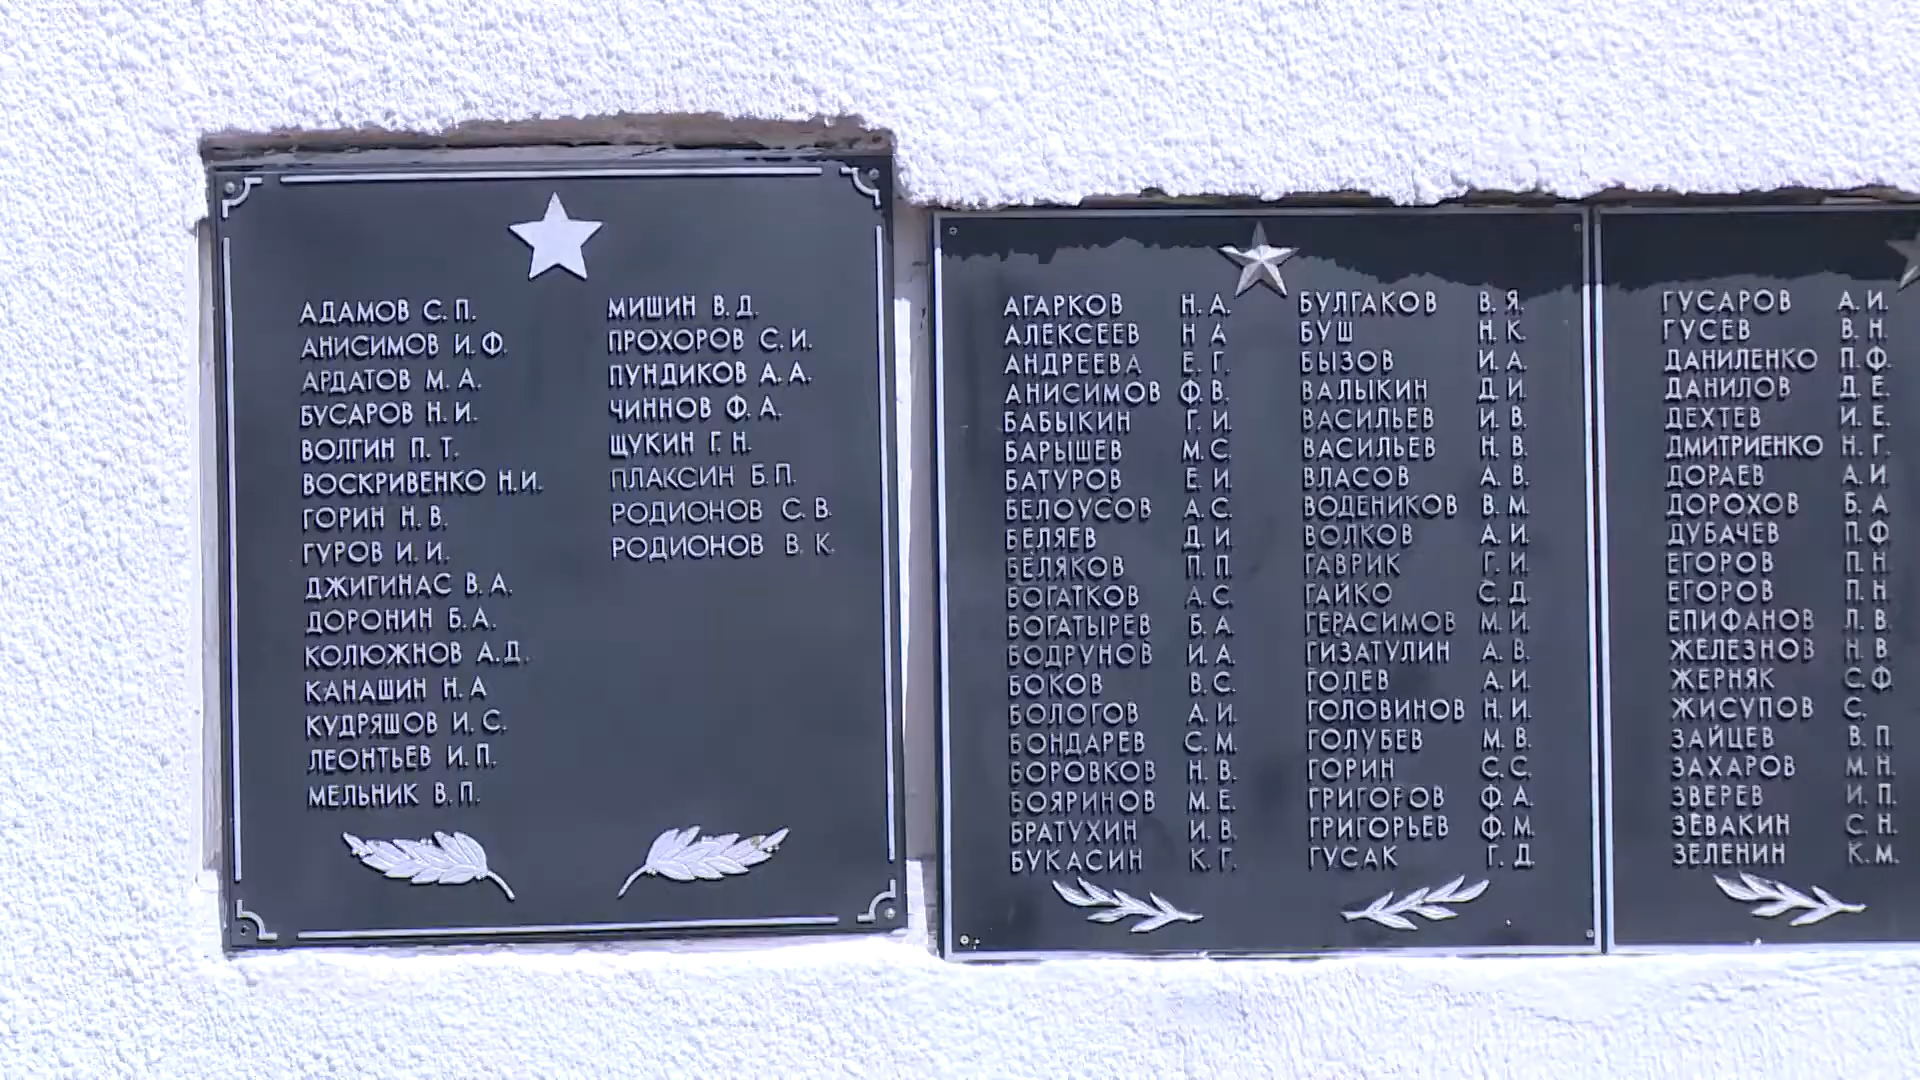 АДАМОВ С. П.
АНИСИМОВ И. Ф.
АРДАТОВ М. А.
БУСАРОВ Н. И.
ВОЛГИН П. Т.
ВОСКРИВЕНКО Н. И.
ГОРИН Н. В.
ГУРОВ И. И.
ДЖИГИНАС В. А.
ДОРОНИН Б. А.
КОЛЮЖНОВ А. Д.
КАНАШИН Н. А
КУДРЯШОВ И. С.
ЛЕОНТЬЕВ И. П.
МЕЛЬНИК В. П.
МИШИН В. Д.
ПРОХОРОВ С. И.
ПУНДИКОВ А. А.
ЧИННОВ Ф. А.
ЩУКИН Г. Н.
ПЛАКСИН Б. П.
РОДИОНОВ С. В.
РОДИОНОВ В. К.
АГАРКОВ Н. А.
АЛЕКСЕЕВ Н А
АНДРЕЕВА Е. Г.
АНИСИМОВ Ф. В.
БАБЫКИН Г. И
БАРЫШЕВ М. С.
БАТУРОВ Е. И.
БЕЛОУСОВ А. С.
БЕЛЯЕВ Д. И.
БЕЛЯКОВ П. П.
БОГАТКОВ А. С.
БОГАТЫРЕВ Б. А.
БОДРУНОВ И. А.
БОКОВ В. С.
БОЛОГОВ А. И.
БОНДАРЕВ С. М.
БОРОВКОВ Н. В.
БОЯРИНОВ М. Е.
БРАТУХИН И. В.
БУКАСИН К. Г.
БУЛГАКОВ В. Я.
БУШ Н. К.
БЫЗОВ И. А.
ВАЛЫКИН Д. И.
ВАСИЛЬЕВ И. В.
ВАСИЛЬЕВ Н. В.
ВЛАСОВ А. В.
ВОДЕНИКОВ В. М.
ВОЛКОВ А. И.
ГАВРИК Г. И.
ГАЙКО С. Д.
ГЕРАСИМОВ М. И.
ГИЗАТУЛИН А. В.
ГОЛЕВ А. И.
ГОЛОВИНОВ Н. И.
ГОЛУБЕВ М. В.
ГОРИН С. С.
ГРИГОРОВ Ф. А.
ГРИГОРЬЕВ Ф. М.
ГУСАК Г. Д.
ГУСАРОВ А. И.
ГУСЕВ В. Н.
ДАНИЛЕНКО П. Ф.
ДАНИЛОВ Д. Е.
ДЕХТЕВ И. Е.
ДМИТРИЕНКО Н. Г.
ДОРАЕВ А. И
ДОРОХОВ Б. А
ДУБАЧЕВ П. Ф
ЕГОРОВ П. Н
ЕГОРОВ П. Н
ЕПИФАНОВ Л. В.
ЖЕЛЕЗНОВ Н. В
ЖЕРНЯК С. Ф.
ЖИСУПОВ С.
ЗАЙЦЕВ В. П.
ЗАХАРОВ М. Н.
ЗВЕРЕВ И. П.
ЗЕВАКИН С. Н.
ЗЕЛЕНИН К. М.